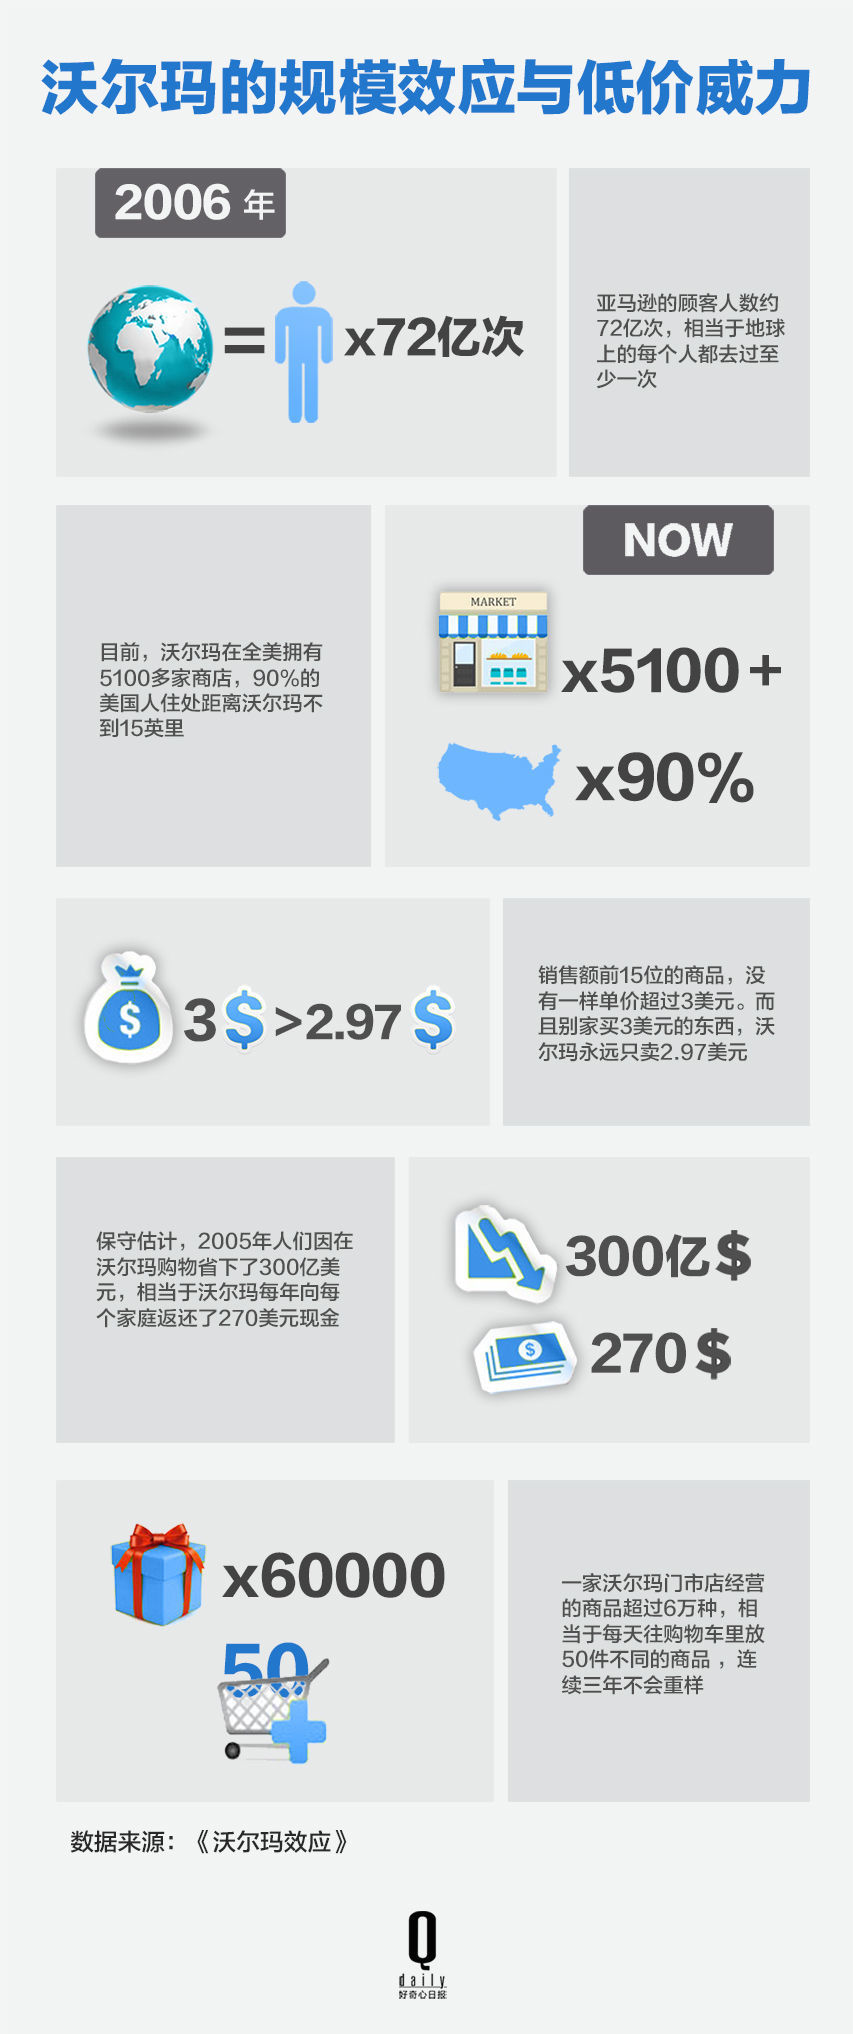 沃尔玛的规模效应与低价威力
2006 年
=
x72亿次
亚马逊的顾客人数约
72亿次，相当于地球
上的每个人都去过至
少一次
目前，沃尔玛在全美拥有
5100多家商店，90%的
美国人住处距离沃尔玛不
到15英里
NOW
MARKET
x5100+
x90%
3$>2.97$
$
销售额前15位的商品，没
有一样单价超过3美元。而
且别家买3美元的东西，沃
尔玛永远只卖2.97美元
保守估计，2005年人们因在
沃尔玛购物省下了300亿美
元，相当于沃尔玛每年向每
个家庭返还了270美元现金
300亿$
$
270$
x60000
50
一家沃尔玛门市店经营
的商品超过6万种，相
当于每天往购物车里放
50件不同的商品，连
续三年不会重样
数据来源：《沃尔玛效应》
Q
daily
好奇心日报